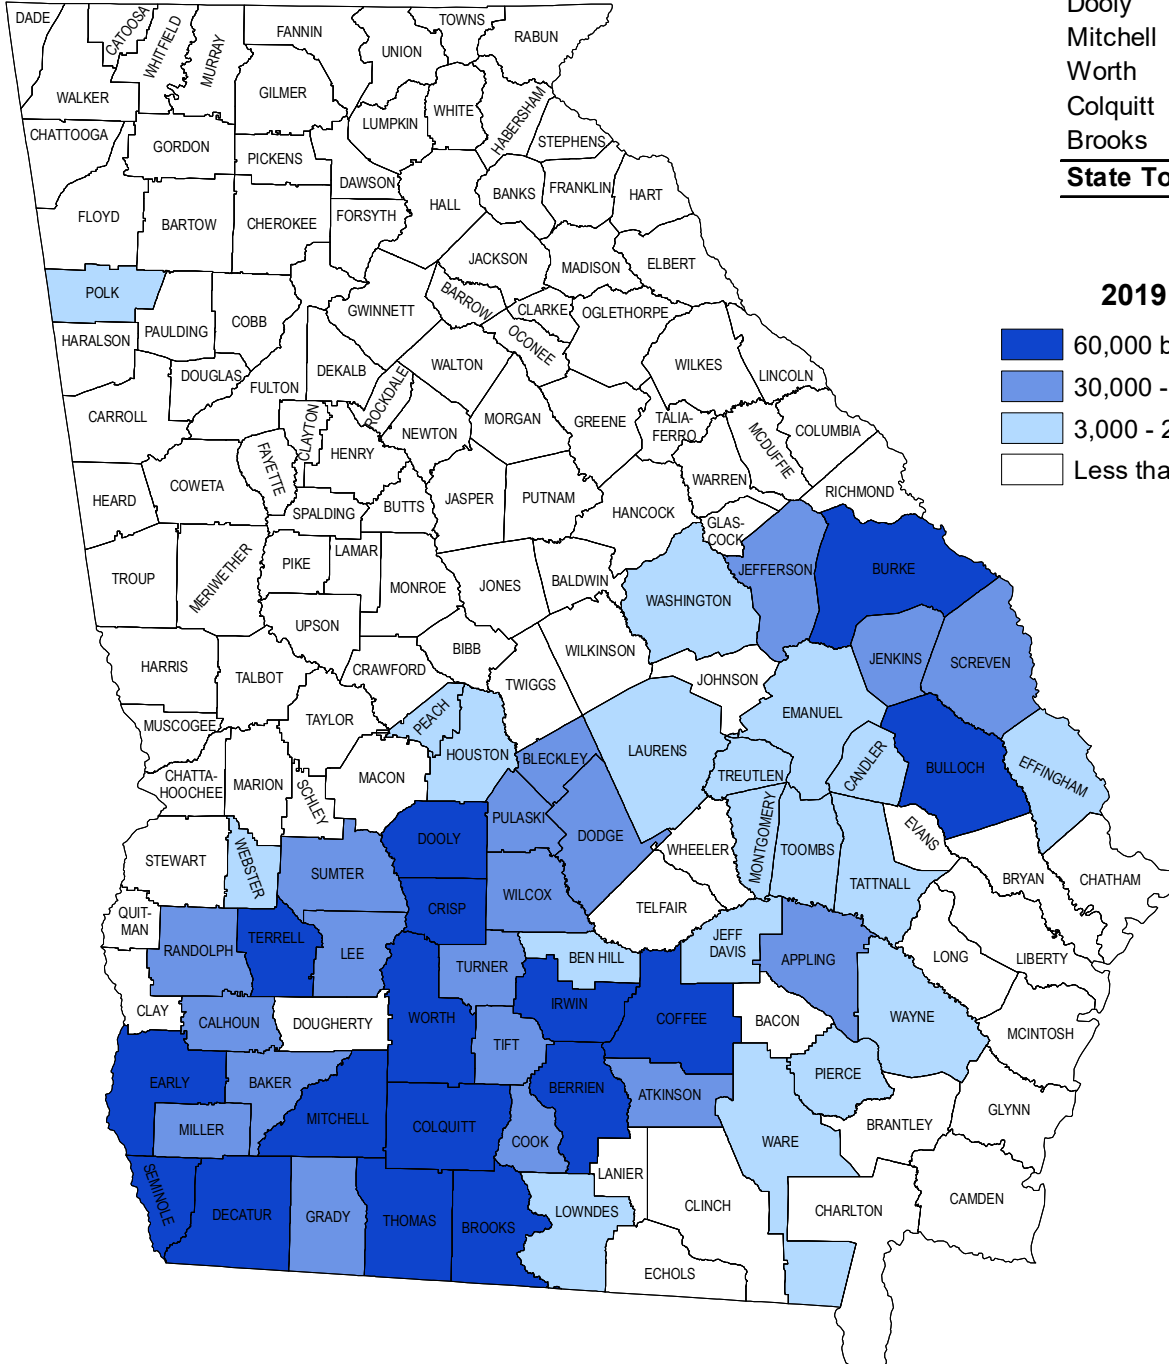 Dooly
Mitchell
Worth
Colquitt
Brooks
State To
2019
60,000 b
30,000 -
3,000 - 2
Less tha
DADE
CATOOSA
WHITFIELD
MURRAY
FANNIN
UNION
TOWNS
RABUN
WALKER
GILMER
LUMPKIN
WHITE
HABERSHAM
STEPHENS
CHATTOOGA
GORDON
PICKENS
DAWSON
HALL
BANKS
FRANKLIN
HART
FLOYD
BARTOW
CHEROKEE
FORSYTH
JACKSON
MADISON
ELBERT
POLK
PAULDING
COBB
GWINNETT
BARROW
CLARKE
OCONEE
OGLETHORPE
HARALSON
DOUGLAS
FULTON
DEKALB
ROCKDALE
WALTON
WILKES
LINCOLN
CARROLL
CLAYTON
HENRY
NEWTON
MORGAN
GREENE
TALIA-
FERRO
MCDUFFIE
COLUMBIA
HEARD
COWETA
FAYETTE
SPALDING
BUTTS
JASPER
PUTNAM
HANCOCK
WARREN
GLAS-
COCK
RICHMOND
TROUP
MERIWETHER
PIKE
LAMAR
MONROE
JONES
BALDWIN
WASHINGTON
JEFFERSON
BURKE
UPSON
HARRIS
TALBOT
CRAWFORD
BIBB
TWIGGS
WILKINSON
JOHNSON
JENKINS
SCREVEN
MUSCOGEE
TAYLOR
PEACH
HOUSTON
BLECKLEY
LAURENS
EMANUEL
TREUTLEN
CANDLER
BULLOCH
EFFINGHAM
CHATTA-
HOOCHEE
MARION
SCHLEY
MACON
DOOLY
PULASKI
DODGE
WHEELER
MONTGOMERY
TOOMBS
TATTNALL
EVANS
BRYAN
CHATHAM
STEWART
WEBSTER
SUMTER
CRISP
WILCOX
TELFAIR
QUIT-
MAN
RANDOLPH
TERRELL
LEE
TURNER
BEN HILL
JEFF
DAVIS
APPLING
LONG
LIBERTY
CLAY
CALHOUN
DOUGHERTY
WORTH
TIFT
IRWIN
COFFEE
BACON
WAYNE
MCINTOSH
EARLY
BAKER
MILLER
MITCHELL
COLQUITT
COOK
BERRIEN
ATKINSON
PIERCE
WARE
BRANTLEY
GLYNN
SEMINOLE
DECATUR
GRADY
THOMAS
BROOKS
LOWNDES
LANIER
CLINCH
ECHOLS
CHARLTON
CAMDEN